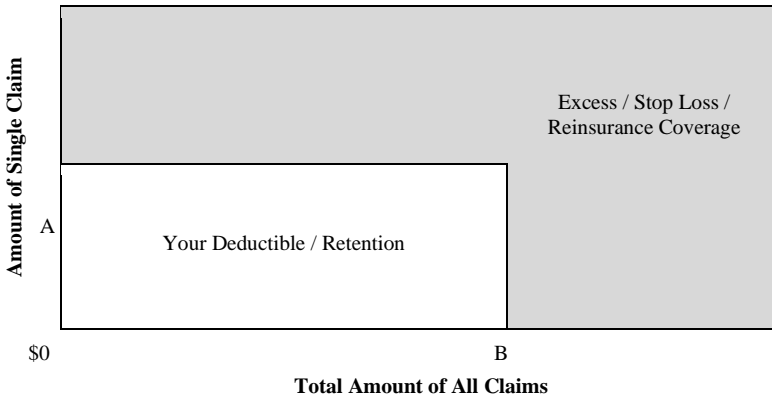 Amount of Single Claim
Excess / Stop Loss /
Reinsurance Coverage
A
Your Deductible / Retention
$0
B
Total Amount of All Claims